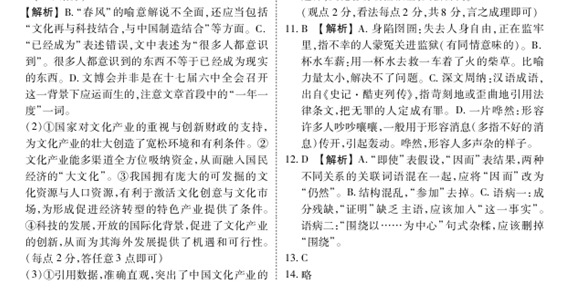 【解析】B.“春风”的喻意解说不全面,还应当包括
“文化再与科技结合,与中国制造结合”等方面。C.
“已经成为”表述错误,文中表述为“很多人都意识
到”。很多人都意识到的东西不等于已经成为现实
的东西。D.文博会并非是在十七届六中全会召开
这一背景下应运而生的,注意文章首段中的“一年一
度”一词。
(2)①国家对文化产业的重视与创新财政的支持,
为文化产业的壮大创造了宽松环境和有利条件。②
文化产业能多渠道全方位吸纳资金,从而融入国民
经济的“大文化”。③我国拥有庞大的可发掘的文
化资源与人口资源,有利于激活文化创意与文化市
场,为形成促进经济转型的特色产业提供了条件。
④科技的发展,开放的国际化背景,促进了文化产业
的创新,从而为其海外发展提供了机遇和可行性。
(每点2分,答任意3点即可)
(3)①引用数据,准确直观,突出了中国文化产业的
(观点2分,看法每点2分,共8分,言之成理即可)
11.B 【解析】A.身陷囹圄:失去人身自由,正在监牢
里,指不幸的人蒙冤关进监狱(有同情意味的)。B.
杯水车薪:用一杯水去救一车着了火的柴草。比喻
力量太小,解决不了问题。C.深文周纳:汉语成语,
出自《史记·酷吏列传》,指苛刻地或歪曲地引用法
律条文,把无罪的人定成有罪。D.一片哗然:形容
许多人吵吵嚷嚷,一般用于形容消息(多指不好的消
息)传开,引起轰动。哗然,形容人多声杂的样子。
12.D 【解析】A.“即使”表假设,“因而”表结果,两种
不同关系的关联词语混在一起,应将“因而”改为
“仍然”。B.结构混乱,“参加”去掉。C.语病一:成
分残缺,“证明”缺乏主语,应该加入“这一事实”。
语病二:“围绕以……为中心”句式杂糅,应该删掉
“围绕”。
13.C
14.略